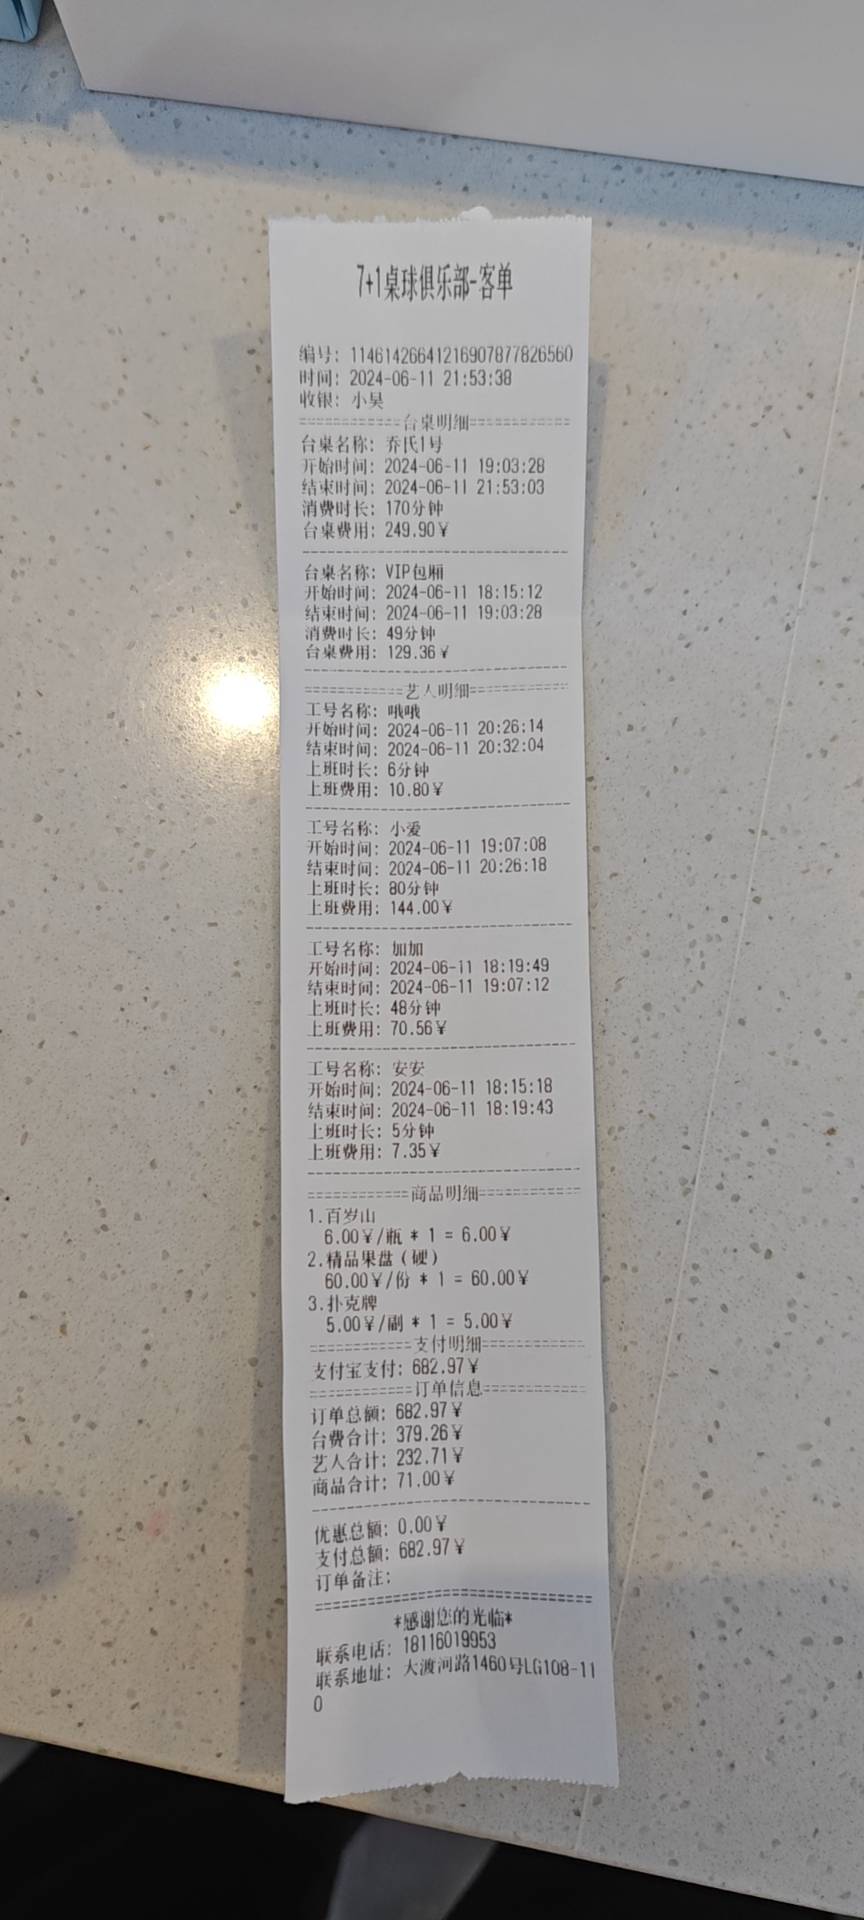 7+1桌球俱乐部-客单
编号: 1146142664121690787782656​0
时间: 2024-06-11 21:53:38
收银: 小昊
============台桌明细============
台桌名称: 乔氏1号
开始时间: 2024-06-11 19:03:28
结束时间: 2024-06-11 21:53:03
消费时长: 170分钟
台桌费用: 249.90¥
--------------------------------
台桌名称: VIP包厢
开始时间: 2024-06-11 18:15:12
结束时间: 2024-06-11 19:03:28
消费时长: 49分钟
台桌费用: 129.36¥
--------------------------------
============艺人明细============
工号名称: 哦哦
开始时间: 2024-06-11 20:26:14
结束时间: 2024-06-11 20:32:04
上班时长: 6分钟
上班费用: 10.80¥
--------------------------------
工号名称: 小爱
开始时间: 2024-06-11 19:07:08
结束时间: 2024-06-11 20:26:18
上班时长: 80分钟
上班费用: 144.00¥
--------------------------------
工号名称: 加加
开始时间: 2024-06-11 18:19:49
结束时间: 2024-06-11 19:07:12
上班时长: 48分钟
上班费用: 70.56¥
--------------------------------
工号名称: 安安
开始时间: 2024-06-11 18:15:18
结束时间: 2024-06-11 18:19:43
上班时长: 5分钟
上班费用: 7.35¥
--------------------------------
============商品明细============
1.百岁山
6.00¥/瓶 * 1 = 6.00¥
2.精品果盘(硬)
60.00¥/份 * 1 = 60.00¥
3.扑克牌
5.00¥/副 * 1 = 5.00¥
============支付明细============
支付宝支付: 682.97¥
============订单信息============
订单总额: 682.97¥
台费合计: 379.26¥
艺人合计: 232.71¥
商品合计: 71.00¥
--------------------------------
优惠总额: 0.00¥
支付总额: 682.97¥
订单备注:
================================
*感谢您的光临*
联系电话: 18116019953
联系地址: 大渡河路1460号LG108-11
0